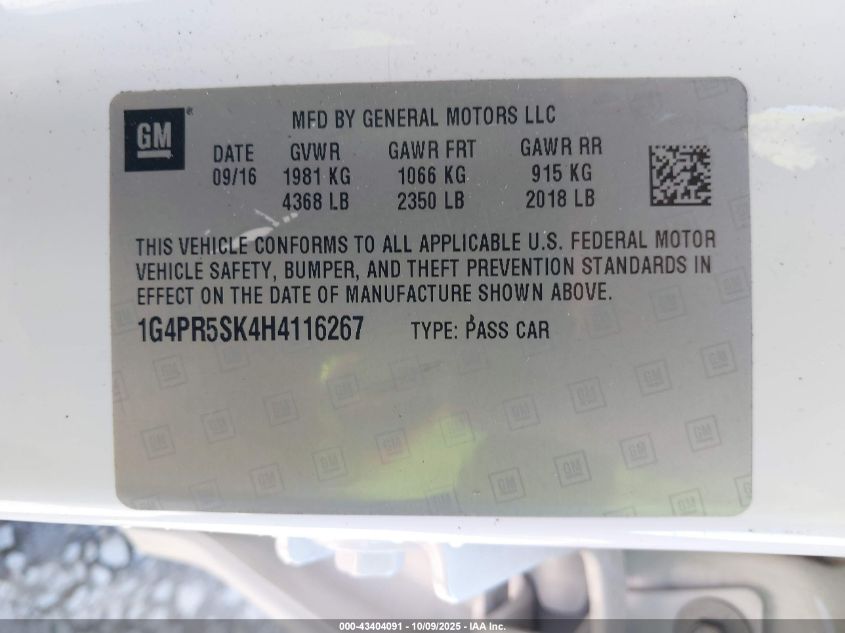 GM
MFD BY GENERAL MOTORS LLC
DATE GVWR GAWR FRT GAWR RR
09/16 1981 KG 1066 KG 915 KG
4368 LB 2350 LB 2018 LB
THIS VEHICLE CONFORMS TO ALL APPLICABLE U.S. FEDERAL MOTOR
VEHICLE SAFETY, BUMPER, AND THEFT PREVENTION STANDARDS IN
EFFECT ON THE DATE OF MANUFACTURE SHOWN ABOVE.
1G4PR5SK4H4116267 TYPE: PASS CAR
000-43404091 - 10/09/2025 - IAA Inc.